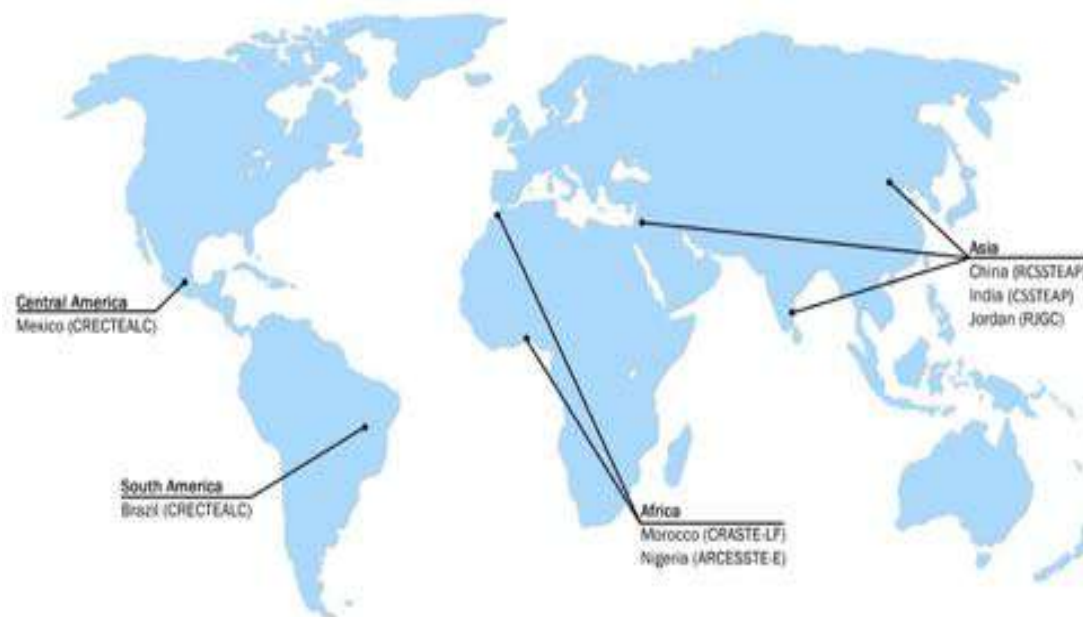 Central America
Mexico (CRECTEALC)
South America
Brazil (CRECTEALC)
Africa
Morocco (CRASTE-LF)
Nigeria (ARCESSTE-E)
Asia
China (RCSSTEAP)
India (CSSTEAP)
Jordan (RJGC)